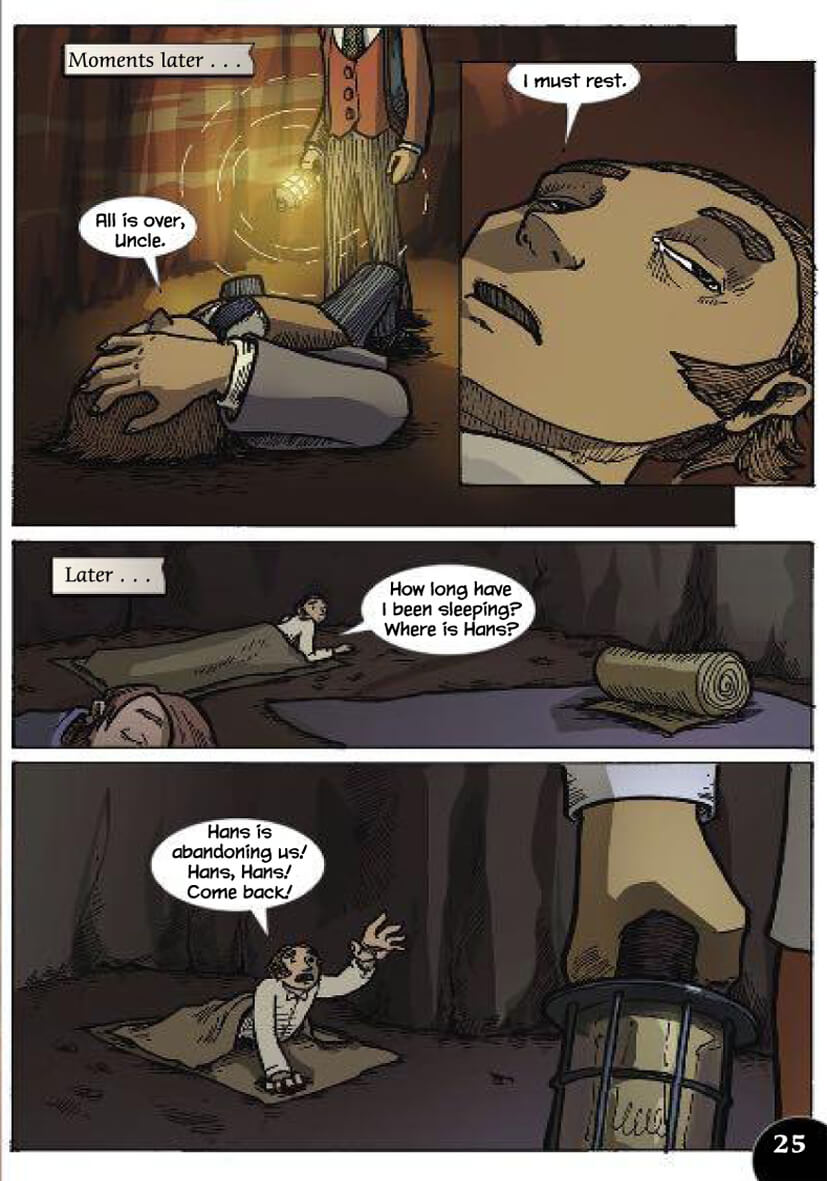 Moments later . . .
I must rest.
All is over,
Uncle.
Later . . .
How long have
I been sleeping?
Where is Hans?
Hans is
abandoning us!
Hans, Hans!
Come back!
25